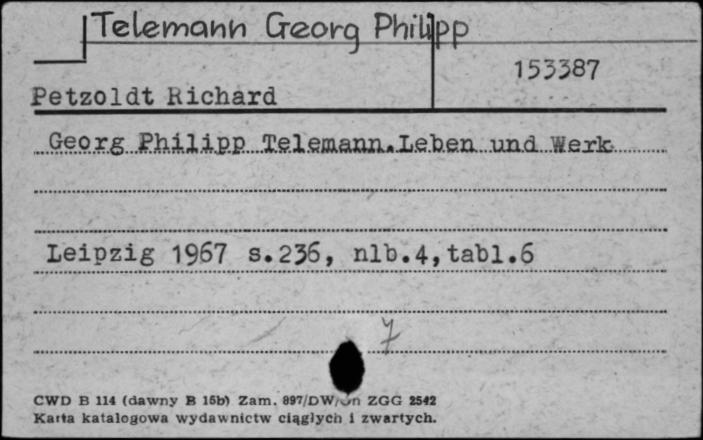 Telemann Georg Philipp
153387
Petzoldt Richard
Georg Philipp Telemann.Leben und Werk
Leipzig 1967 s.236, nlb.4,tabl.6
7
CWD B 114 (dawny B 15b) Zam. 897/DW/ ZGG 2542
Karta katalogowa wydawnictw ciągłych i zwartych.